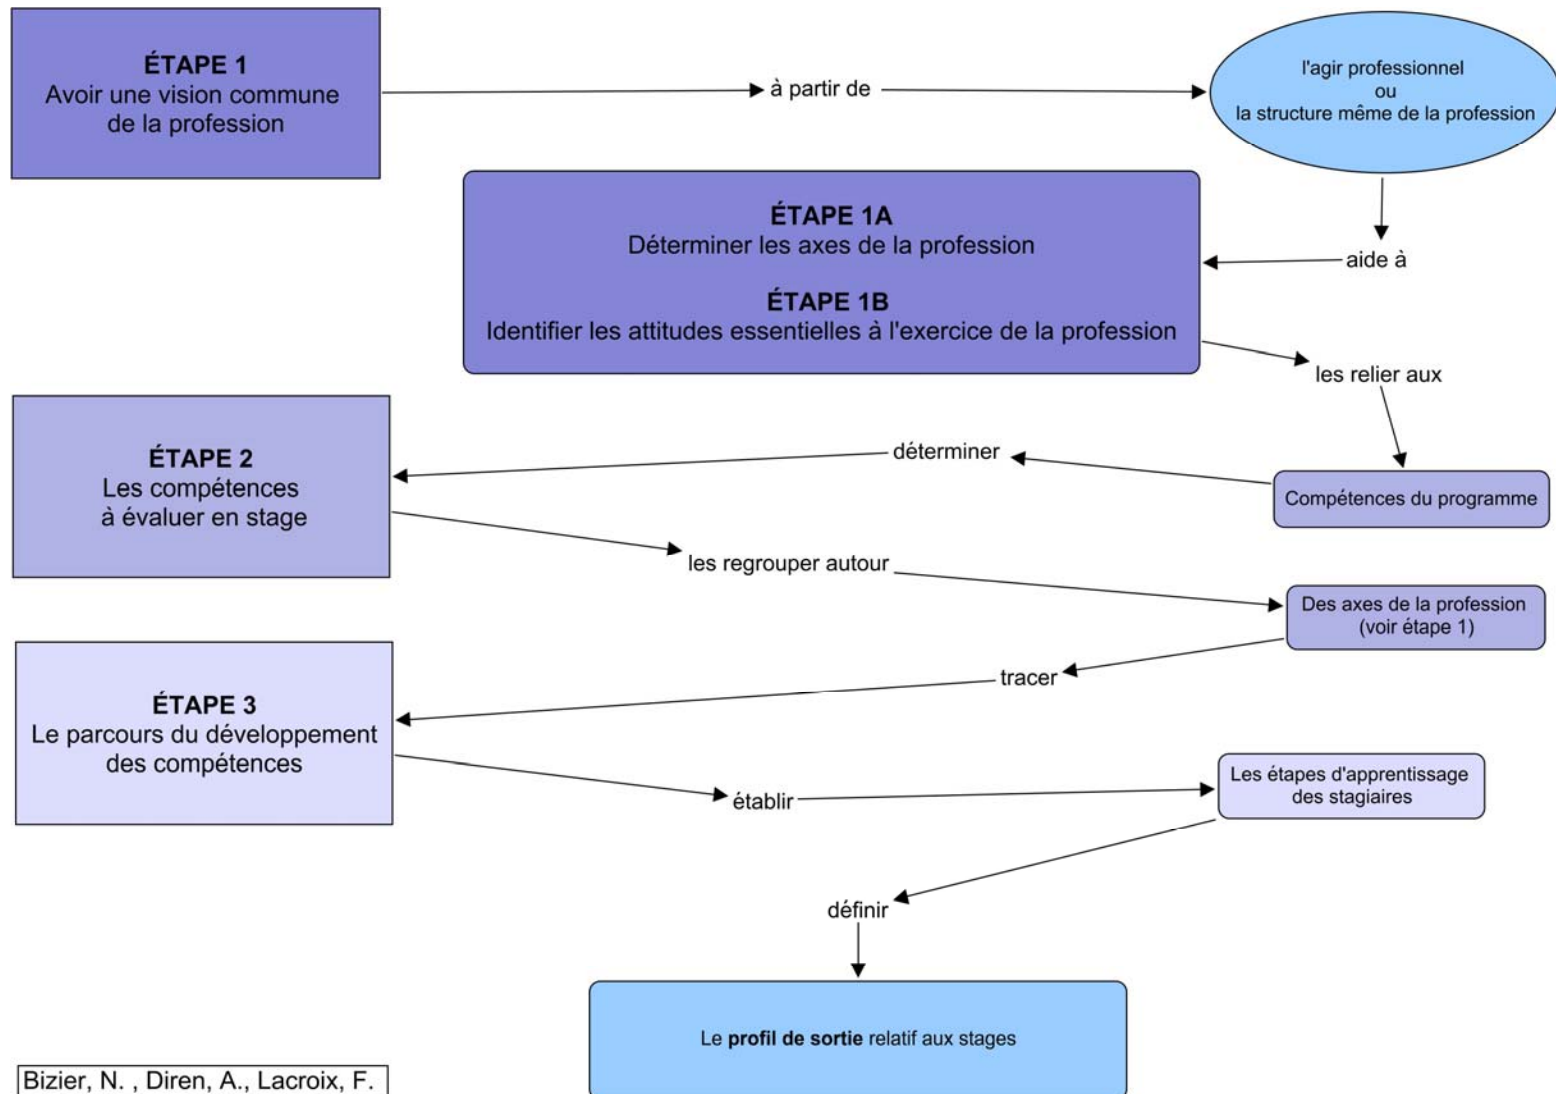 ÉTAPE 1
Avoir une vision commune
de la profession
à partir de
l'agir professionnel
ou
la structure même de la profession
aide à
ÉTAPE 1A
Déterminer les axes de la profession
ÉTAPE 1B
Identifier les attitudes essentielles à l'exercice de la profession
les relier aux
Compétences du programme
déterminer
ÉTAPE 2
Les compétences
à évaluer en stage
les regrouper autour
Des axes de la profession
(voir étape 1)
tracer
ÉTAPE 3
Le parcours du développement
des compétences
établir
Les étapes d'apprentissage
des stagiaires
définir
Le profil de sortie relatif aux stages
Bizier, N. , Diren, A., Lacroix, F.